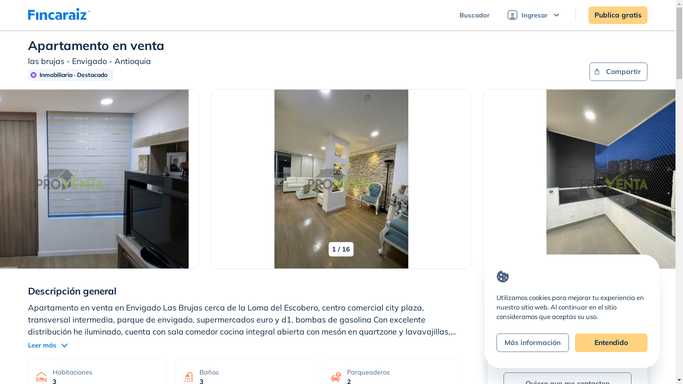 Fincaraiz
Buscador
Ingresar
Publica gratis
Apartamento en venta
las brujas - Envigado - Antioquia
Inmobiliaria - Destacado
Compartir
PROVENTA
PROVENTA
PROVENTA
1 / 16
Descripción general
Apartamento en venta en Envigado Las Brujas cerca de la Loma del Escobero, centro comercial city plaza,
transversal intermedia, parque de envigado, supermercados euro y d1, bombas de gasolina Con excelente
distribución he iluminado, cuenta con sala comedor cocina integral abierta con mesón en quartzone y lavavajillas,...
Leer más
Habitaciones
3
Baños
3
Parqueaderos
2
Utilizamos cookies para mejorar tu experiencia en
nuestro sitio web. Al continuar en el sitio
consideramos que aceptas su uso.
Más información
Entendido
Quiero que me contacten